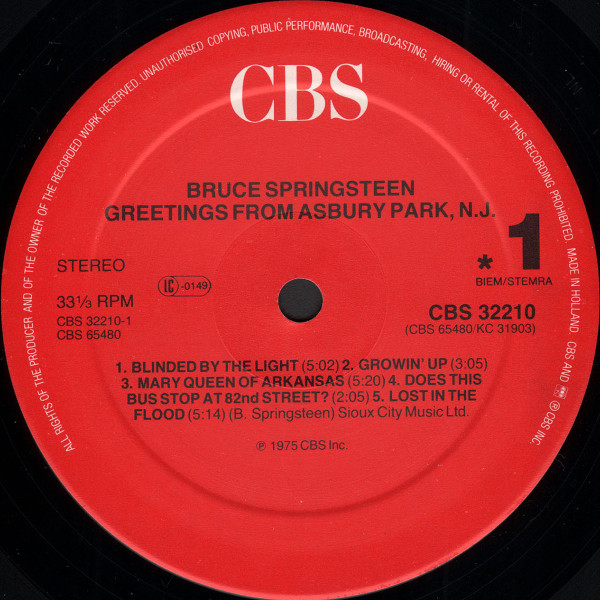 ALL RIGHTS OF THE PRODUCER AND OF THE OWNER OF THE RECORDED WORK RESERVED. UNAUTHORISED COPYING, PUBLIC PERFORMANCE, BROADCASTING, HIRING OR RENTAL OF THIS RECORDING PROHIBITED. MADE IN HOLLAND. CBS AND ® CBS INC.
CBS
BRUCE SPRINGSTEEN
GREETINGS FROM ASBURY PARK, N.J.
STEREO
LC -0149
* 1
BIEM/STEMRA
33⅓ RPM
CBS 32210-1
CBS 65480
CBS 32210
(CBS 65480/KC 31903)
1. BLINDED BY THE LIGHT (5:02) 2. GROWIN' UP (3:05)
3. MARY QUEEN OF ARKANSAS (5:20) 4. DOES THIS
BUS STOP AT 82nd STREET? (2:05) 5. LOST IN THE
FLOOD (5:14) (B. Springsteen) Sioux City Music Ltd.
℗ 1975 CBS Inc.